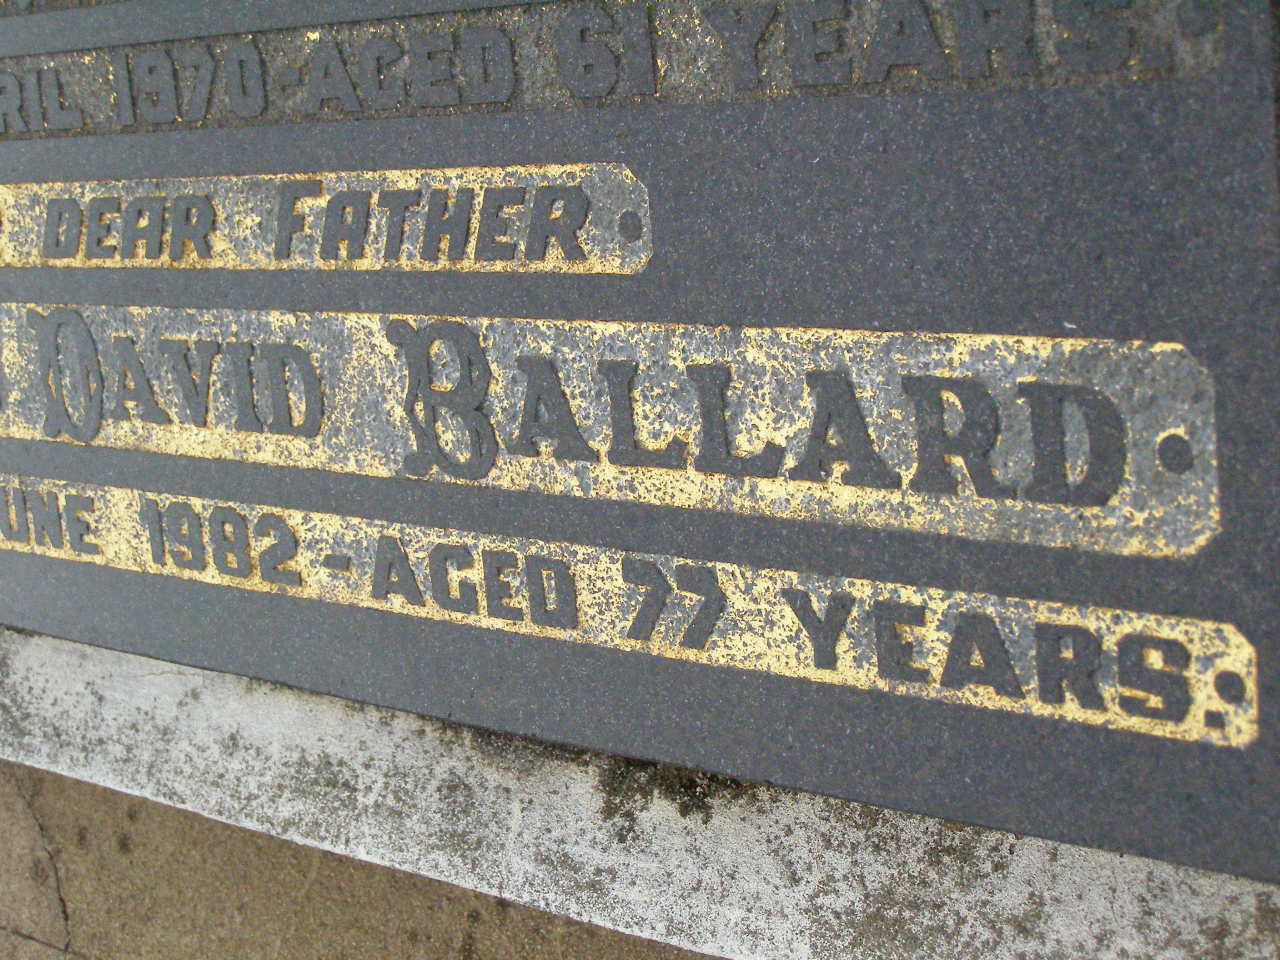 RIL 1970-AGED 61 YEARS.
DEAR FATHER
DAVID BALLARD
UNE 1982-AGED 77 YEARS.